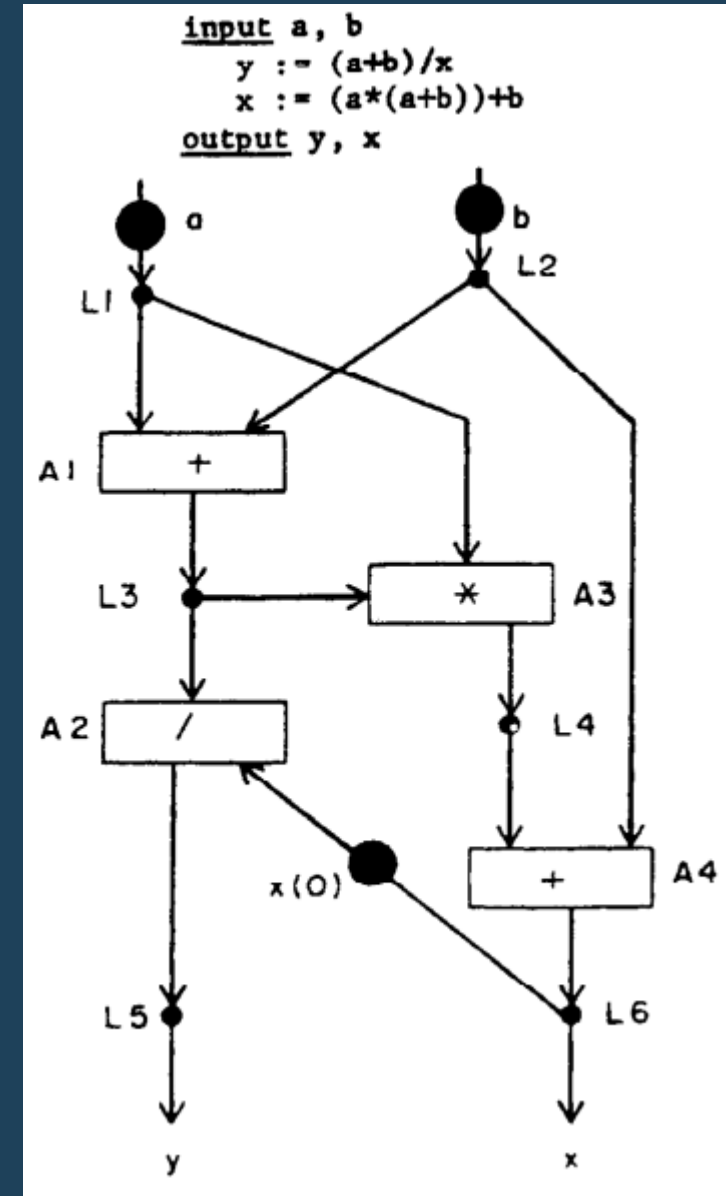 input a, b
y := (a+b)/x
x := (a*(a+b))+b
output y, x
a
b
L1
L2
A1
+
L3
*
A3
A2
/
L4
x(0)
+
A4
L5
L6
y
x